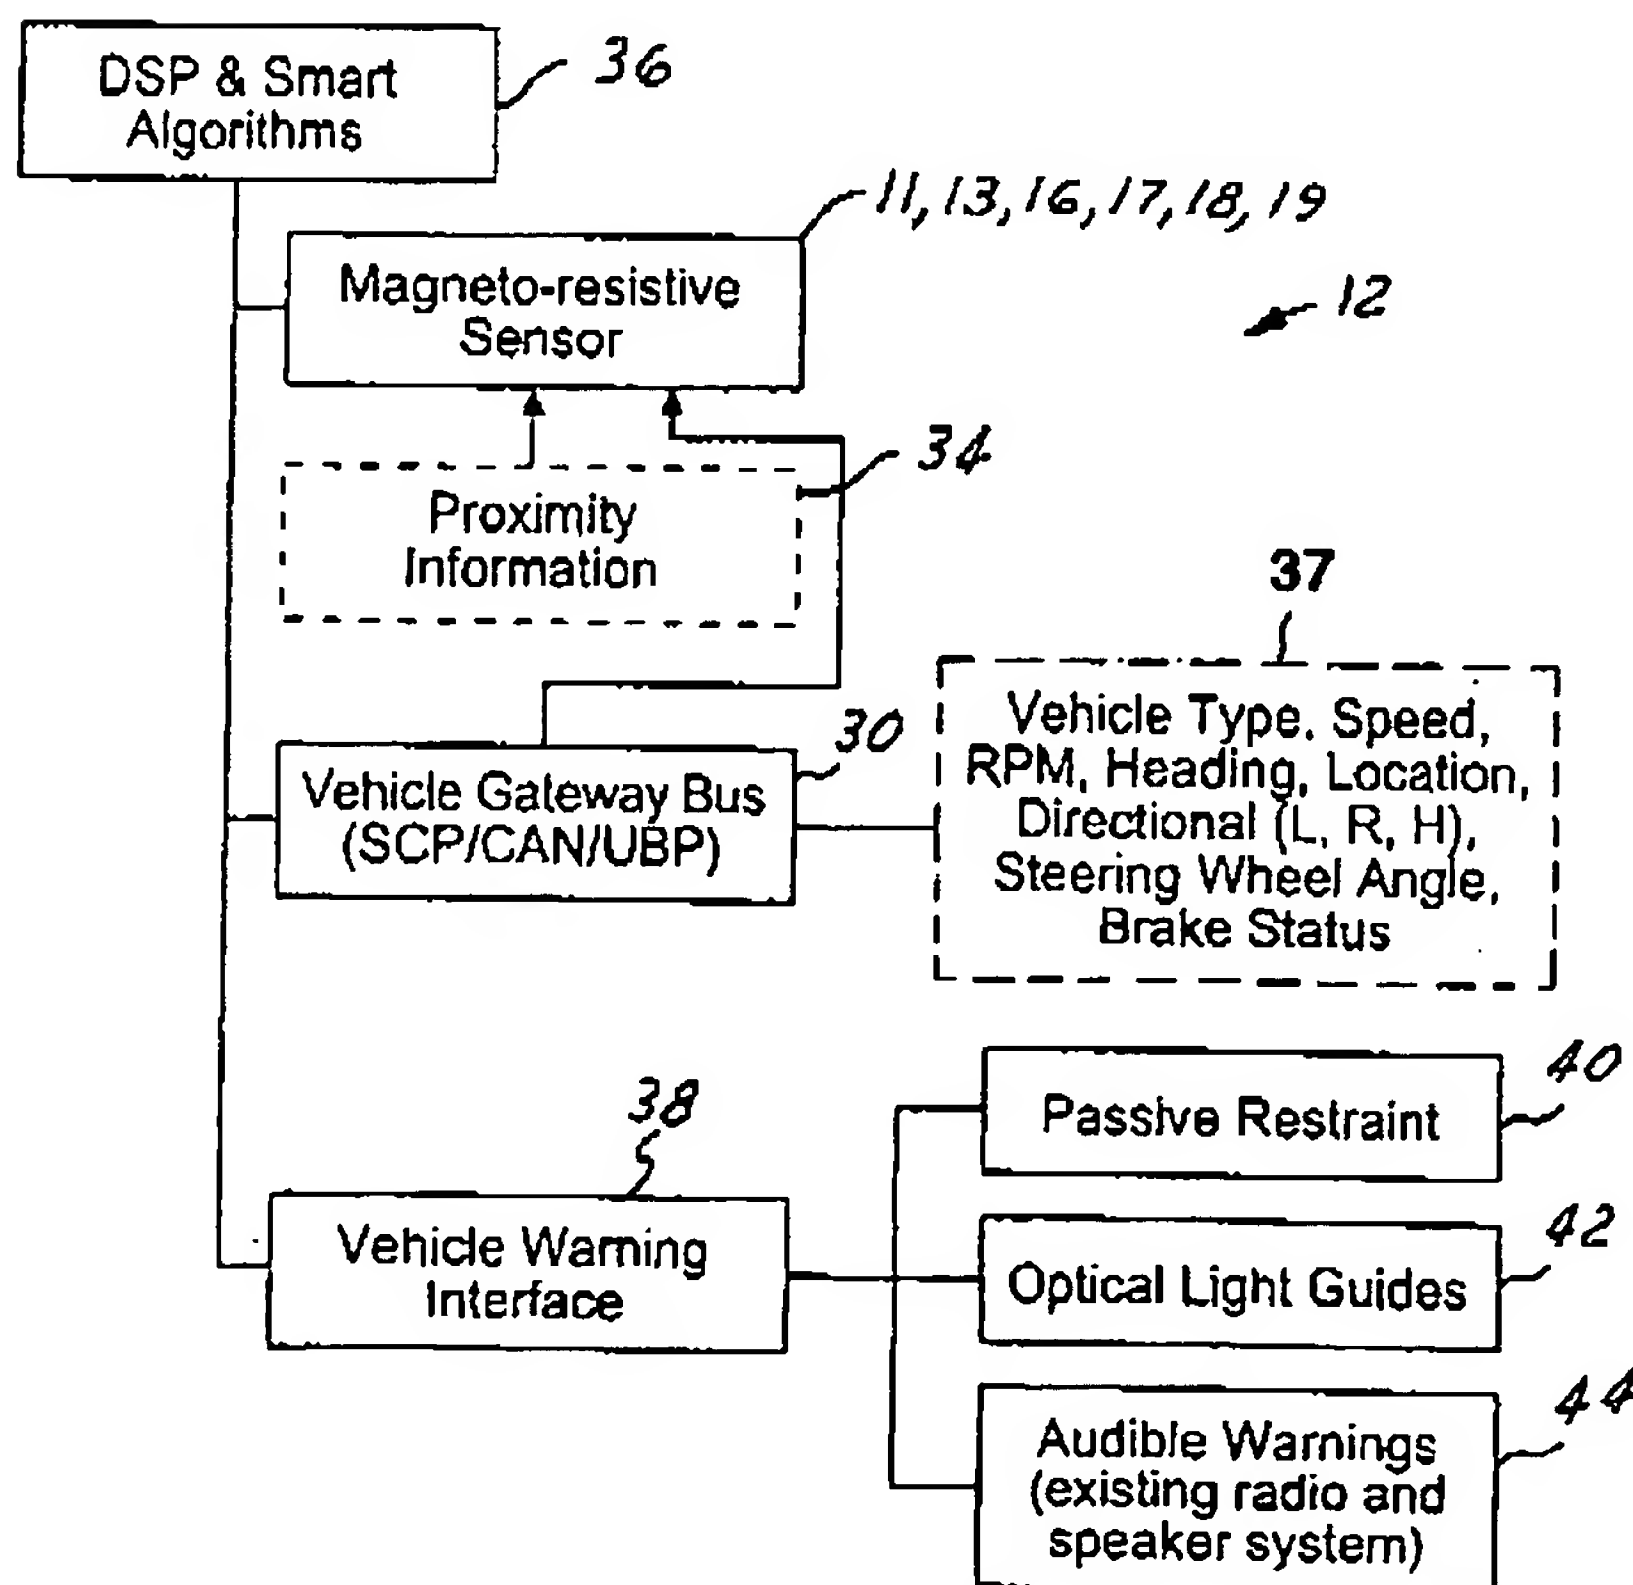 DSP & Smart
Algorithms
36
11, 13, 16, 17, 18, 19
Magneto-resistive
Sensor
12
34
Proximity
Information
37
Vehicle Type, Speed,
RPM, Heading, Location,
Directional (L, R, H),
Steering Wheel Angle,
Brake Status
30
Vehicle Gateway Bus
(SCP/CAN/UBP)
40
Passive Restraint
38
Vehicle Warning
Interface
42
Optical Light Guides
44
Audible Warnings
(existing radio and
speaker system)